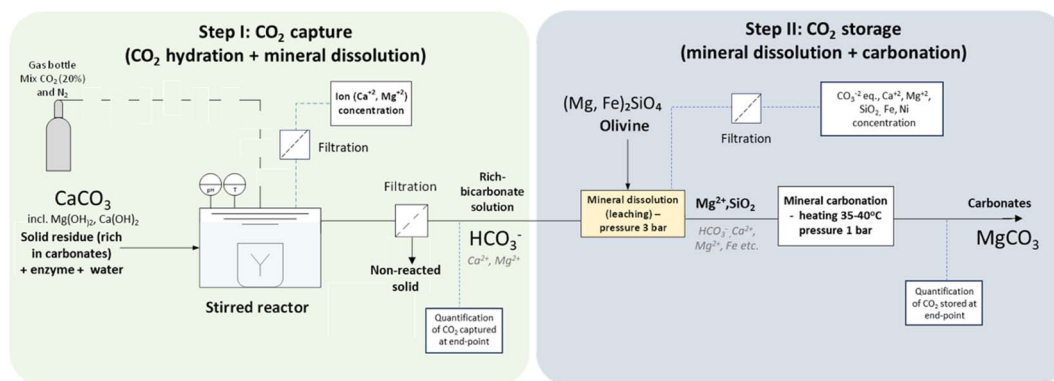 Step I: CO2 capture
(CO2 hydration + mineral dissolution)
Gas bottle
Mix CO2 (20%)
and N2
Ion (Ca+2, Mg+2)
concentration
Filtration
CaCO3
incl. Mg(OH)2, Ca(OH)2
Solid residue (rich
in carbonates)
+ enzyme + water
pH
T
Stirred reactor
Filtration
Non-reacted
solid
Rich-
bicarbonate
solution
HCO3-
Ca2+, Mg2+
Quantification
of CO2 captured
at end-point
Step II: CO2 storage
(mineral dissolution + carbonation)
(Mg, Fe)2SiO4
Olivine
Filtration
CO3-2 eq., Ca+2, Mg+2,
SiO2, Fe, Ni
concentration
Mineral dissolution
(leaching) –
pressure 3 bar
Mg2+,SiO2
HCO3-, Ca2+,
Mg2+, Fe etc.
Mineral carbonation
- heating 35-40oC
pressure 1 bar
Carbonates
MgCO3
Quantification
of CO2 stored at
end-point